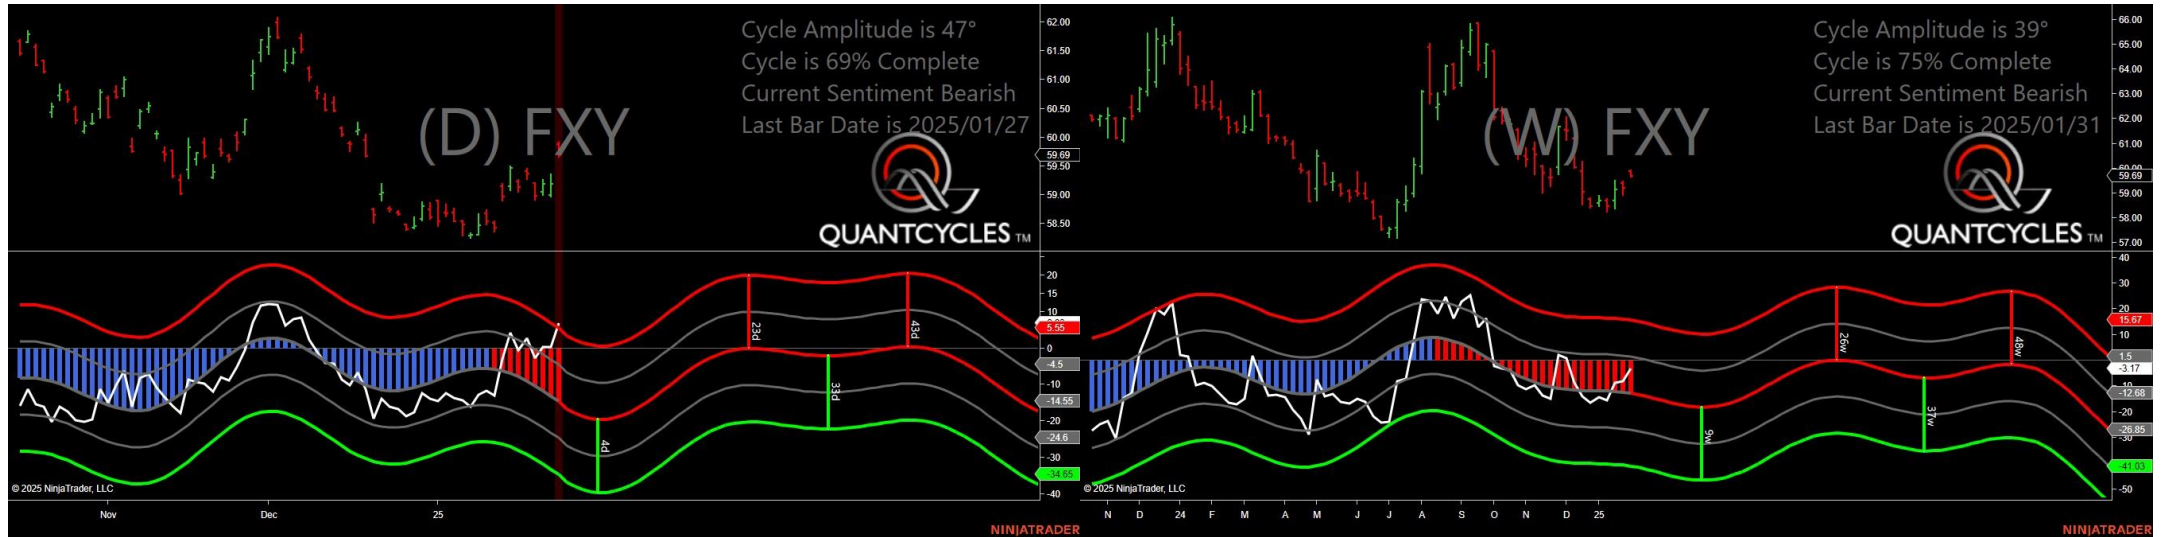 Cycle Amplitude is 47°
Cycle is 69% Complete
Current Sentiment Bearish
Last Bar Date is 2025/01/27
(D) FXY
QUANTCYCLES TM
62.00
61.50
61.00
60.50
60.00
59.69
59.50
59.00
58.50
20
15
10
5.55
0
-4.5
-10
-14.55
-20
-24.6
-30
-34.65
-40
4d
23d
33d
43d
© 2025 NinjaTrader, LLC
Nov
Dec
25
NINJATRADER
Cycle Amplitude is 39°
Cycle is 75% Complete
Current Sentiment Bearish
Last Bar Date is 2025/01/31
(W) FXY
QUANTCYCLES TM
66.00
65.00
64.00
63.00
62.00
61.00
60.00
59.69
59.00
58.00
57.00
40
30
20
15.67
10
1.5
-3.17
-10
-12.68
-20
-26.85
-30
-41.03
-50
9w
26w
37w
48w
© 2025 NinjaTrader, LLC
N D 24 F M A M J J A S O N D 25
NINJATRADER